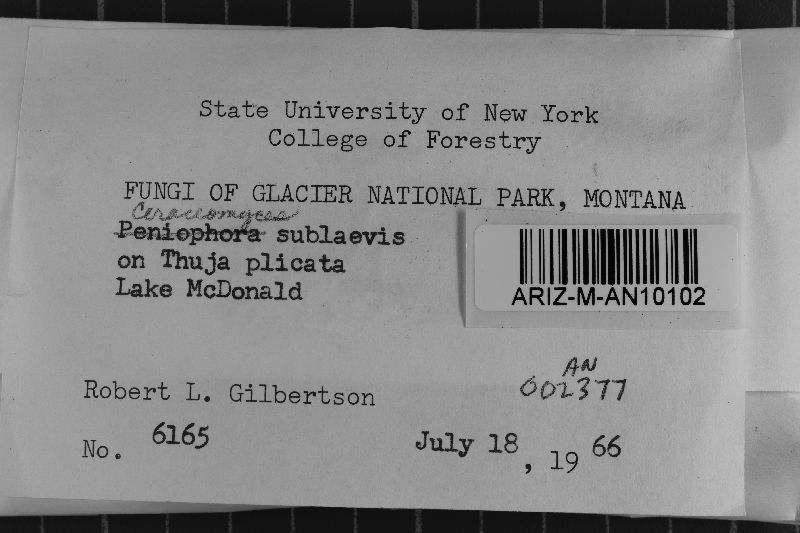 State University of New York
College of Forestry
FUNGI OF GLACIER NATIONAL PARK, MONTANA
Ceraceomyces
Peniophora sublaevis
on Thuja plicata
Lake McDonald
ARIZ-M-AN10102
AN
002377
Robert L. Gilbertson
No. 6165
July 18, 1966